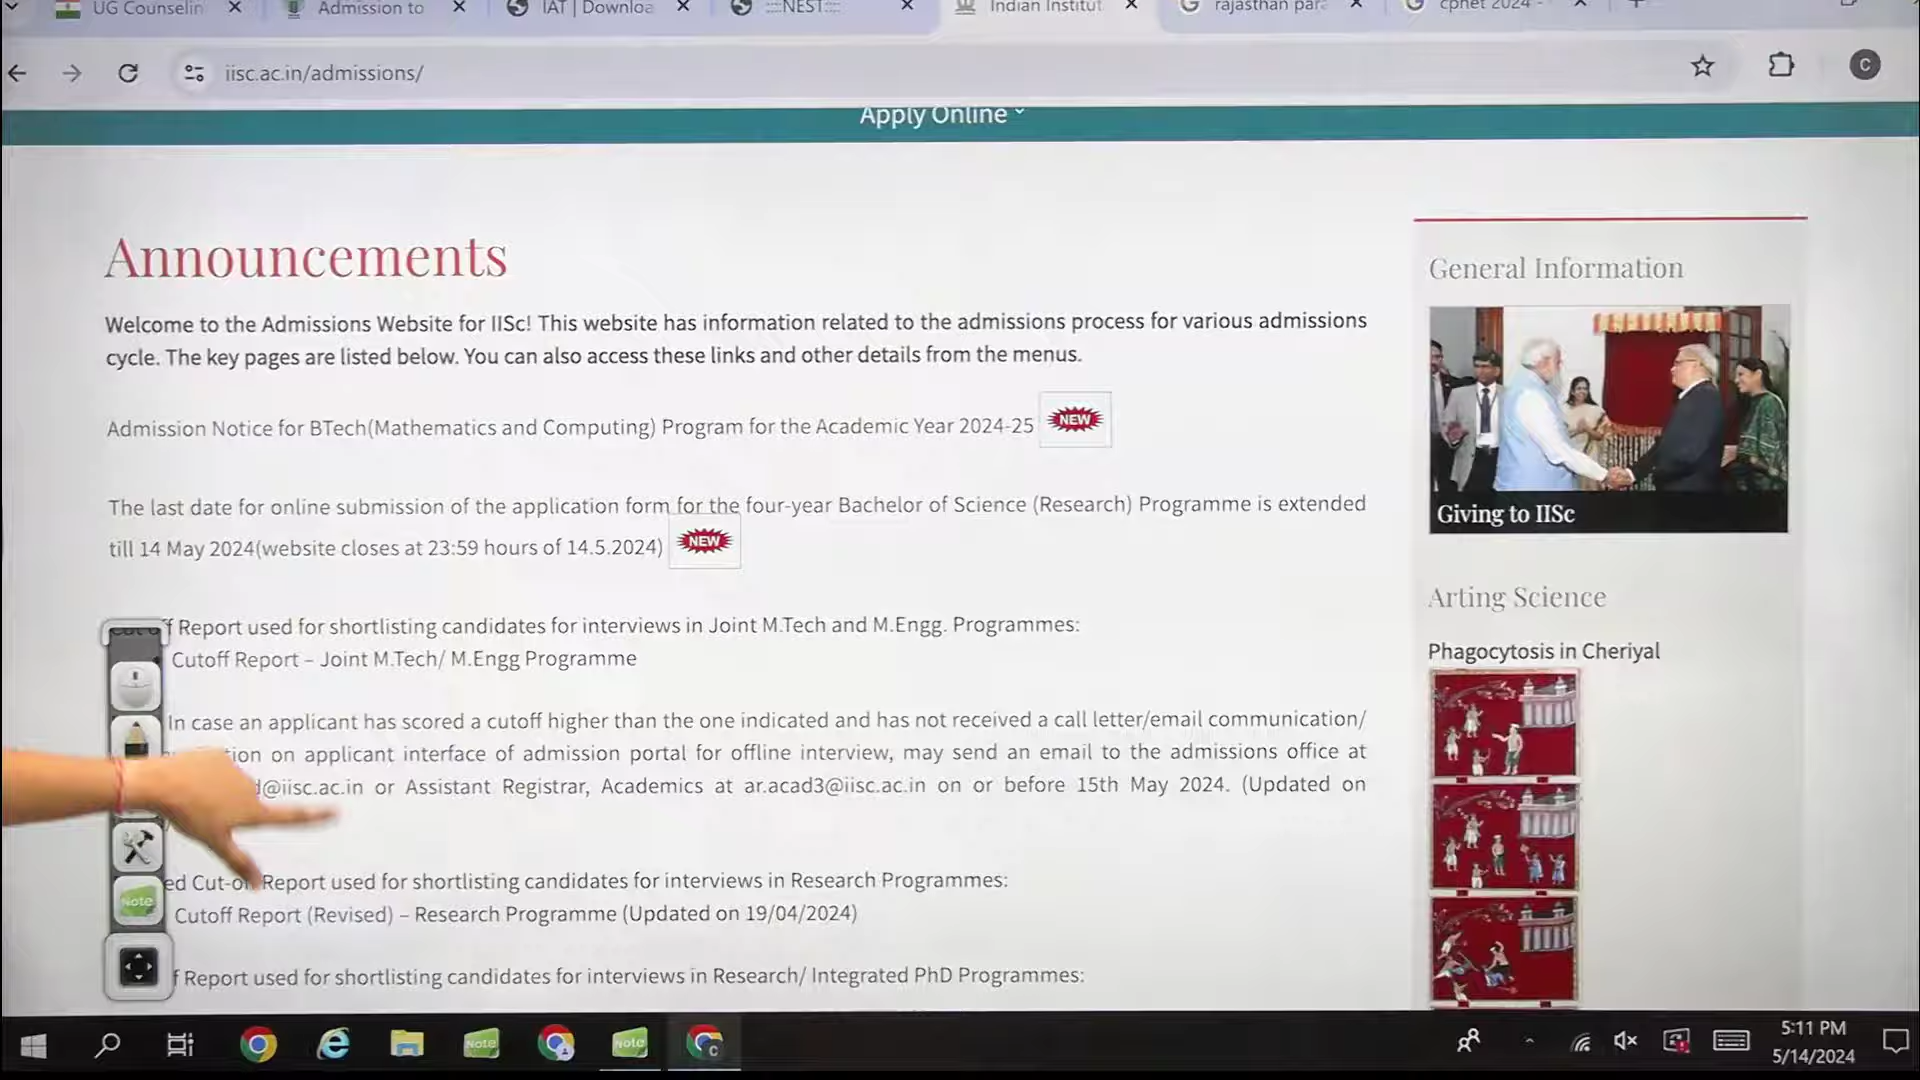 UG Counselin
Admission to
IAT | Downloa
:::NEST:::
Indian Institut
rajasthan par
cpnet 2024 -
iisc.ac.in/admissions/
C
Apply Online
Announcements
Welcome to the Admissions Website for IISc! This website has information related to the admissions process for various admissions
cycle. The key pages are listed below. You can also access these links and other details from the menus.
Admission Notice for BTech(Mathematics and Computing) Program for the Academic Year 2024-25 NEW
The last date for online submission of the application form for the four-year Bachelor of Science (Research) Programme is extended
till 14 May 2024(website closes at 23:59 hours of 14.5.2024) NEW
Report used for shortlisting candidates for interviews in Joint M.Tech and M.Engg. Programmes:
Cutoff Report – Joint M.Tech/ M.Engg Programme
In case an applicant has scored a cutoff higher than the one indicated and has not received a call letter/email communication/
on applicant interface of admission portal for offline interview, may send an email to the admissions office at
@iisc.ac.in or Assistant Registrar, Academics at ar.acad3@iisc.ac.in on or before 15th May 2024. (Updated on
ed Cut-off Report used for shortlisting candidates for interviews in Research Programmes:
Cutoff Report (Revised) – Research Programme (Updated on 19/04/2024)
f Report used for shortlisting candidates for interviews in Research/ Integrated PhD Programmes:
General Information
Giving to IISc
Arting Science
Phagocytosis in Cheriyal
Note
Note
Note
C
5:11 PM
5/14/2024